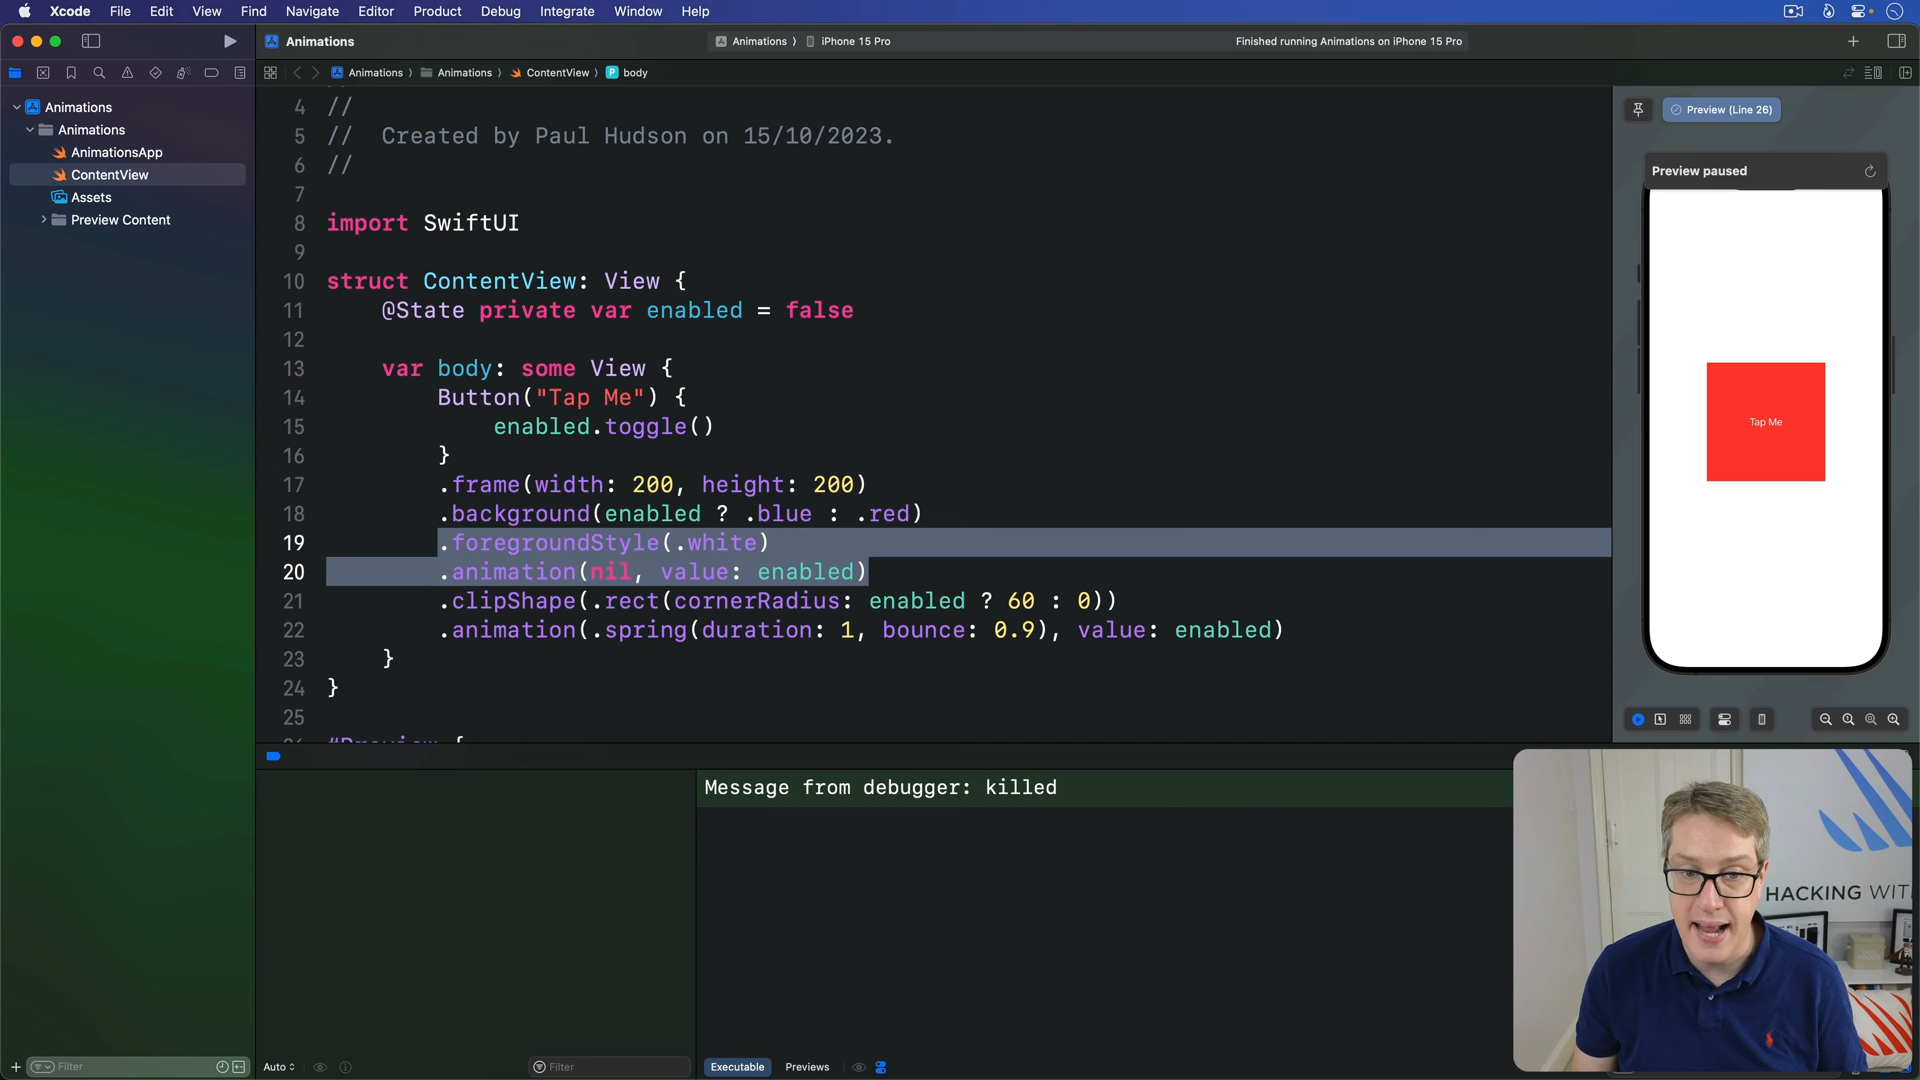 Xcode File Edit View Find Navigate Editor Product Debug Integrate Window Help
Animations
Animations 〉 iPhone 15 Pro
Finished running Animations on iPhone 15 Pro
Animations 〉 Animations 〉 ContentView 〉 P body
Animations
Animations
AnimationsApp
ContentView
Assets
Preview Content
4 //
5 //  Created by Paul Hudson on 15/10/2023.
6 //
7
8 import SwiftUI
9
10 struct ContentView: View {
11     @State private var enabled = false
12
13     var body: some View {
14         Button("Tap Me") {
15             enabled.toggle()
16         }
17         .frame(width: 200, height: 200)
18         .background(enabled ? .blue : .red)
19         .foregroundStyle(.white)
20         .animation(nil, value: enabled)
21         .clipShape(.rect(cornerRadius: enabled ? 60 : 0))
22         .animation(.spring(duration: 1, bounce: 0.9), value: enabled)
23     }
24 }
25
26 #Preview {
Preview (Line 26)
Preview paused
Tap Me
Message from debugger: killed
HACKING WIT
Filter
Auto
Filter
Executable Previews